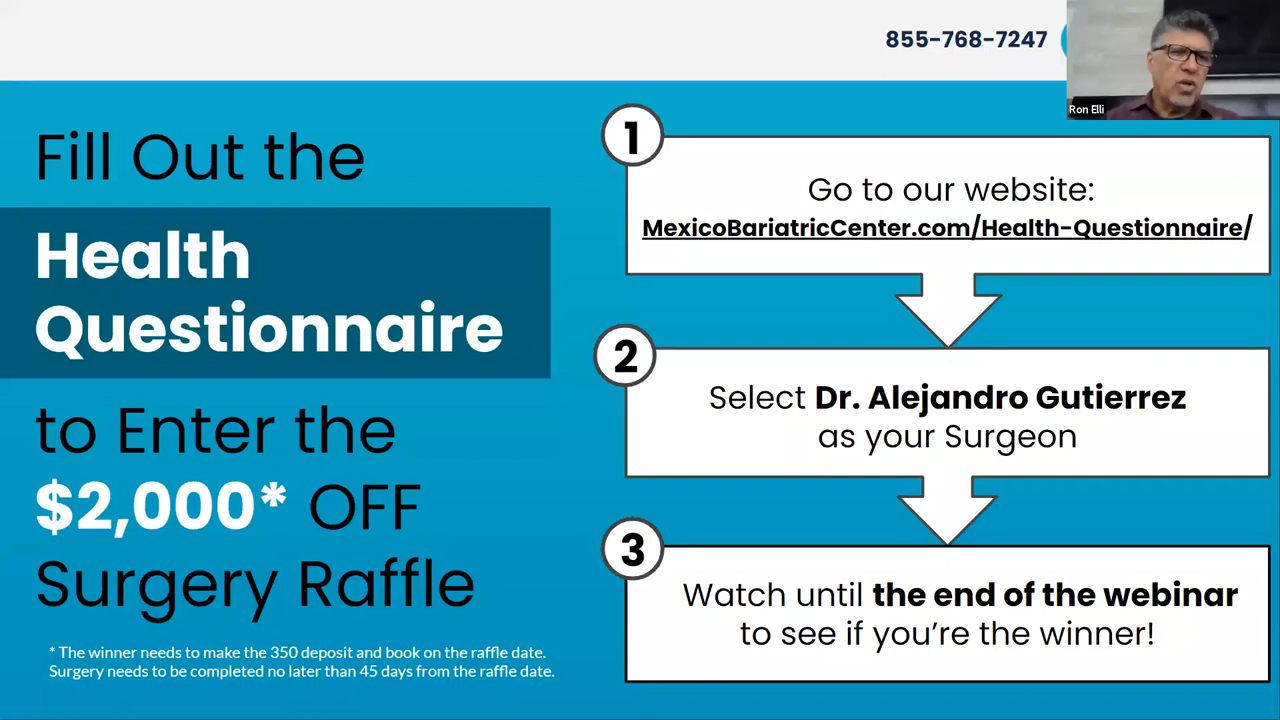 855-768-7247
Ron Elli
Fill Out the
Health
Questionnaire
to Enter the
$2,000* OFF
Surgery Raffle
* The winner needs to make the 350 deposit and book on the raffle date.
Surgery needs to be completed no later than 45 days from the raffle date.
1
Go to our website:
MexicoBariatricCenter.com/Health-Questionnaire/
2
Select Dr. Alejandro Gutierrez
as your Surgeon
3
Watch until the end of the webinar
to see if you're the winner!